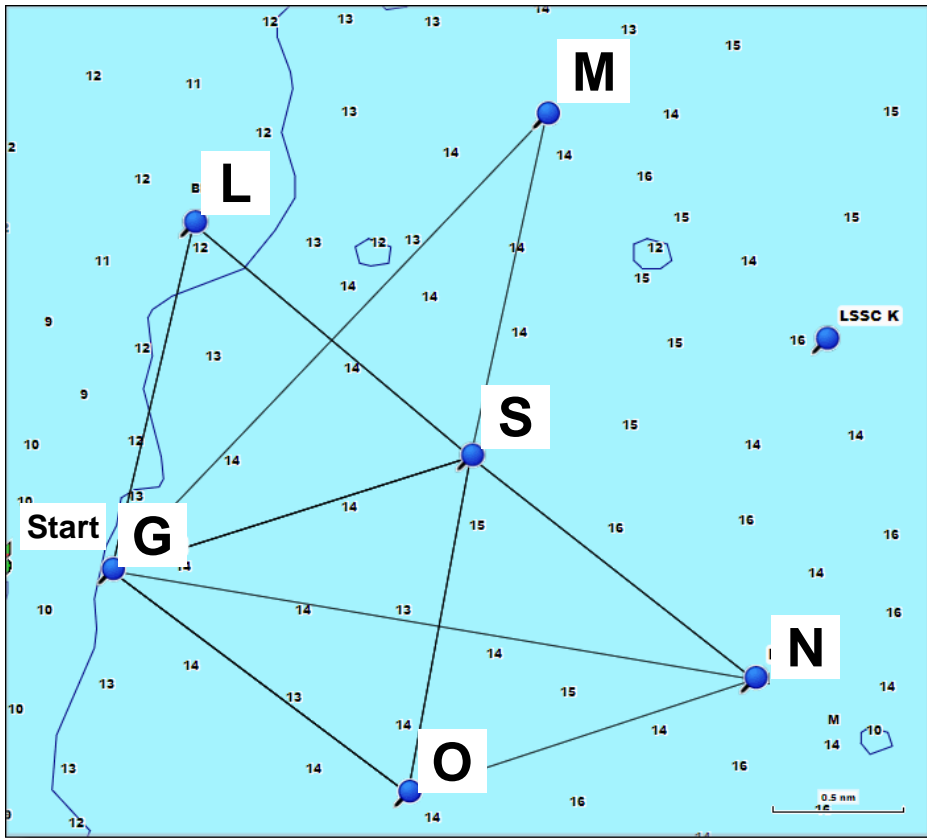 14
12 13 13
13
15
12 11
M
13 14 15
12
2 14 14
12 16
B L
15 15
12 13 12 13 14 12 14
11 15
14 14
LSSC K
9 14 16
12 13 15
14
9
S
15 14 14
10 12
14
13
10 14
Start G 15 16 16 16
14 14
10 14 13 16
14 14 N
13 13 15 14
10 14 14 M
14 10
O
13 14 16
0.5 nm
9 16 16
12 14 14